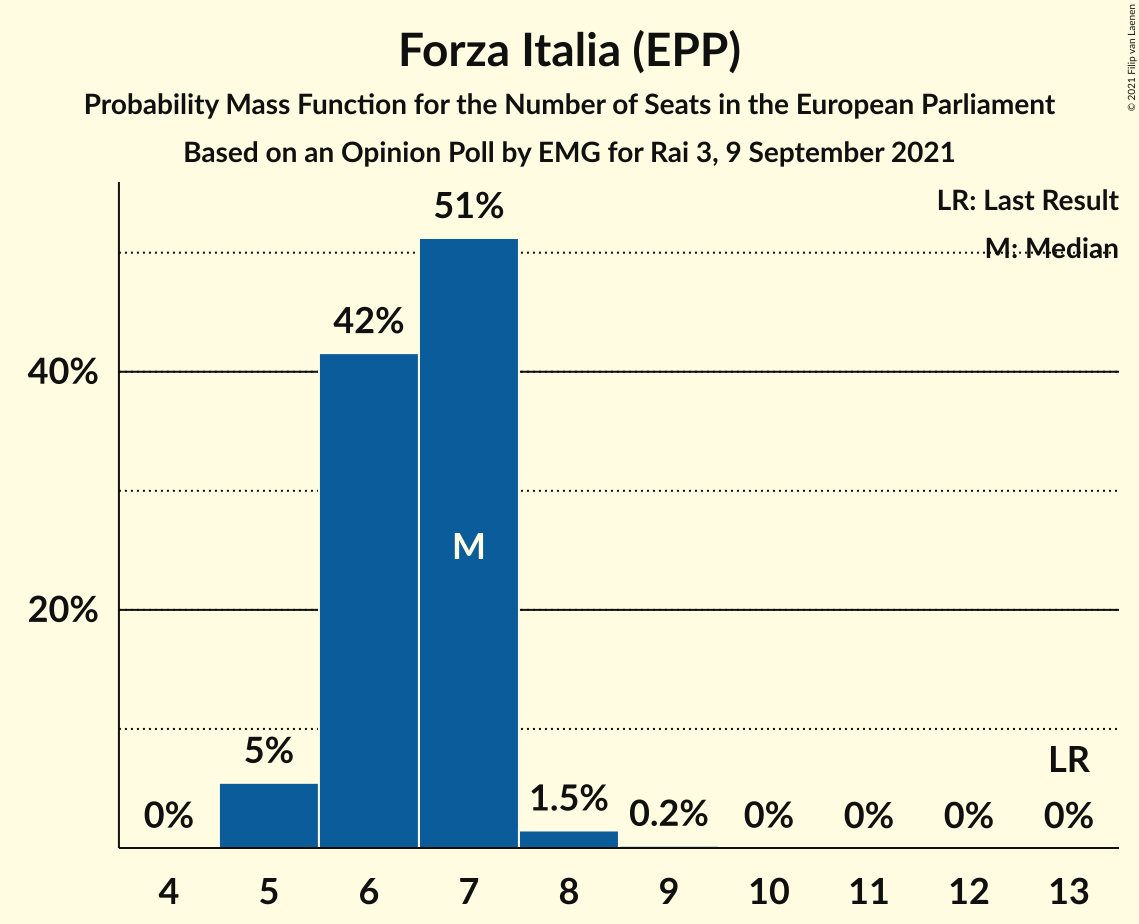 Forza Italia (EPP)
Probability Mass Function for the Number of Seats in the European Parliament
Based on an Opinion Poll by EMG for Rai 3, 9 September 2021
© 2021 Filip van Laenen
LR: Last Result
M: Median
51%
42%
40%
M
20%
5%
LR
0%
1.5%
0.2%
0%
0%
0%
0%
4 5 6 7 8 9 10 11 12 13